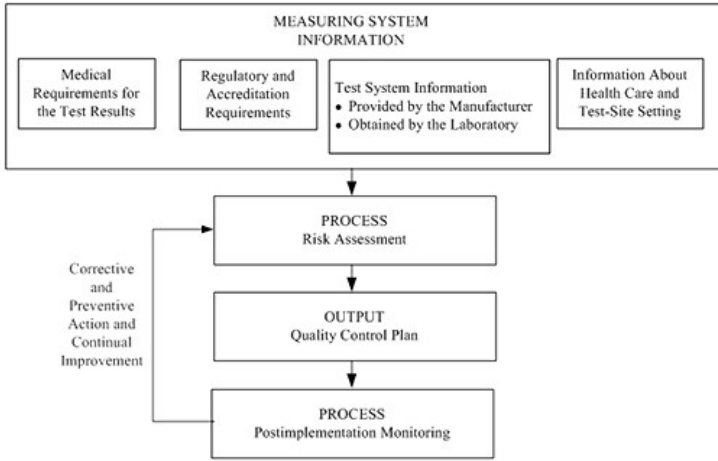 MEASURING SYSTEM
INFORMATION
Medical
Requirements for
the Test Results
Regulatory and
Accreditation
Requirements
Test System Information
• Provided by the Manufacturer
• Obtained by the Laboratory
Information About
Health Care and
Test-Site Setting
PROCESS
Risk Assessment
Corrective
and
Preventive
Action and
Continual
Improvement
OUTPUT
Quality Control Plan
PROCESS
Postimplementation Monitoring